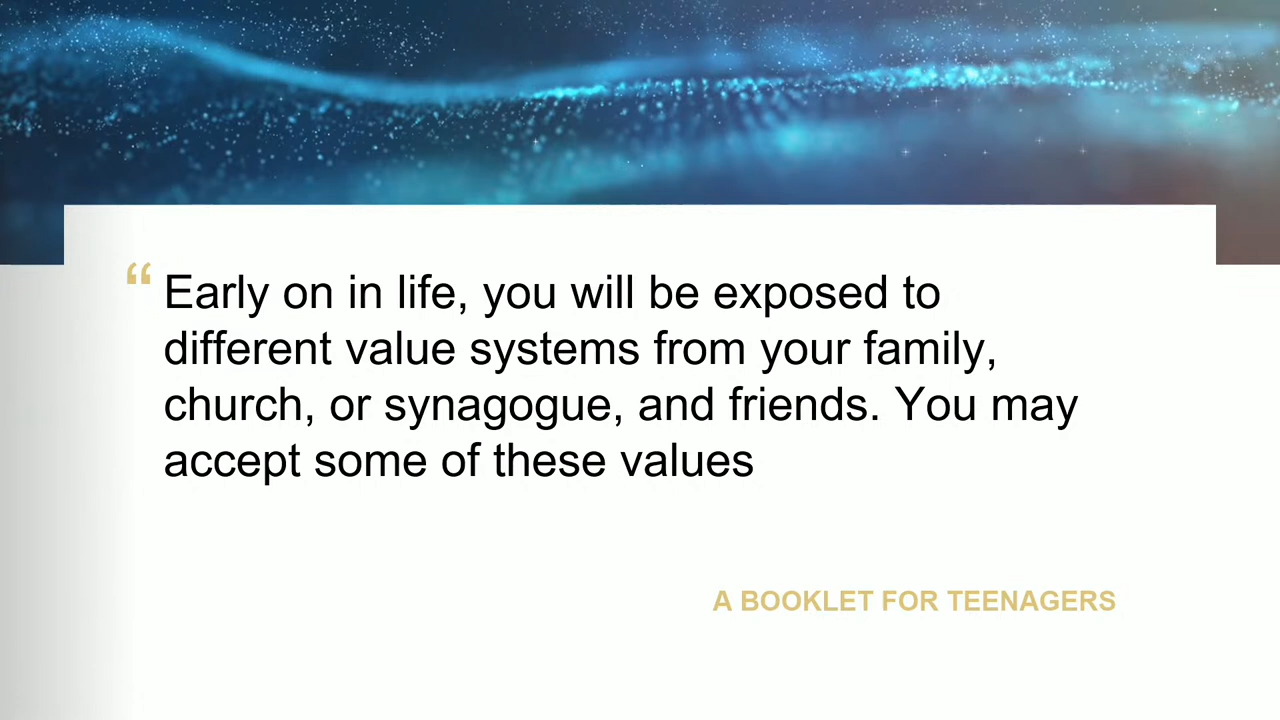 “ Early on in life, you will be exposed to
different value systems from your family,
church, or synagogue, and friends. You may
accept some of these values
A BOOKLET FOR TEENAGERS